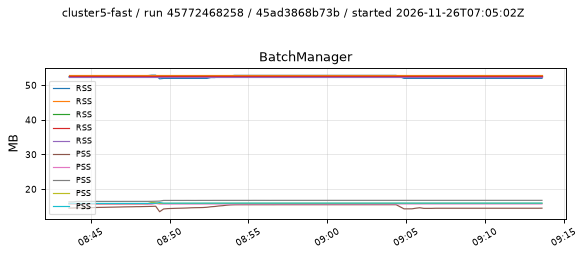 cluster5-fast / run 45772468258 / 45ad3868b73b / started 2026-11-26T07:05:02Z
BatchManager
MB
50
40
30
20
RSS
RSS
RSS
RSS
RSS
PSS
PSS
PSS
PSS
PSS
08:45
08:50
08:55
09:00
09:05
09:10
09:15